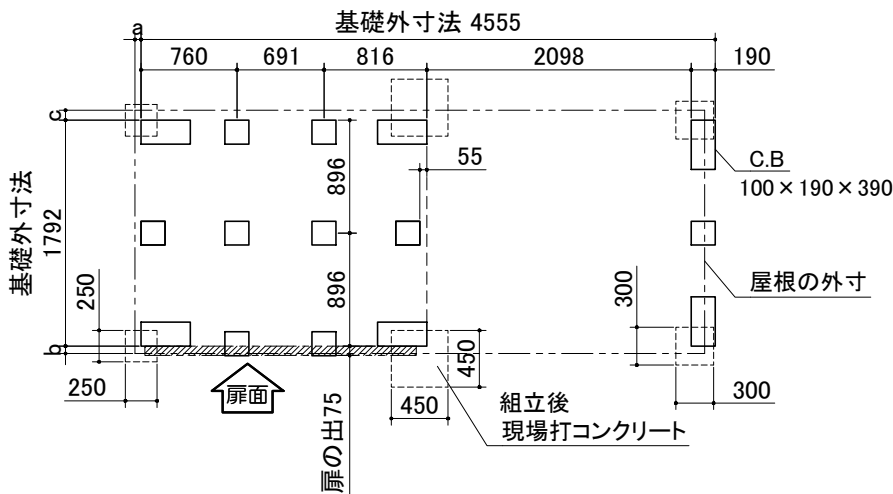 基礎外寸法 4555
a
760
691
816
2098
190
c
896
55
C.B
100×190×390
基礎外寸法
1792
896
屋根の外寸
250
300
b
450
250
扉面
扉の出75
450
組立後
現場打コンクリート
300